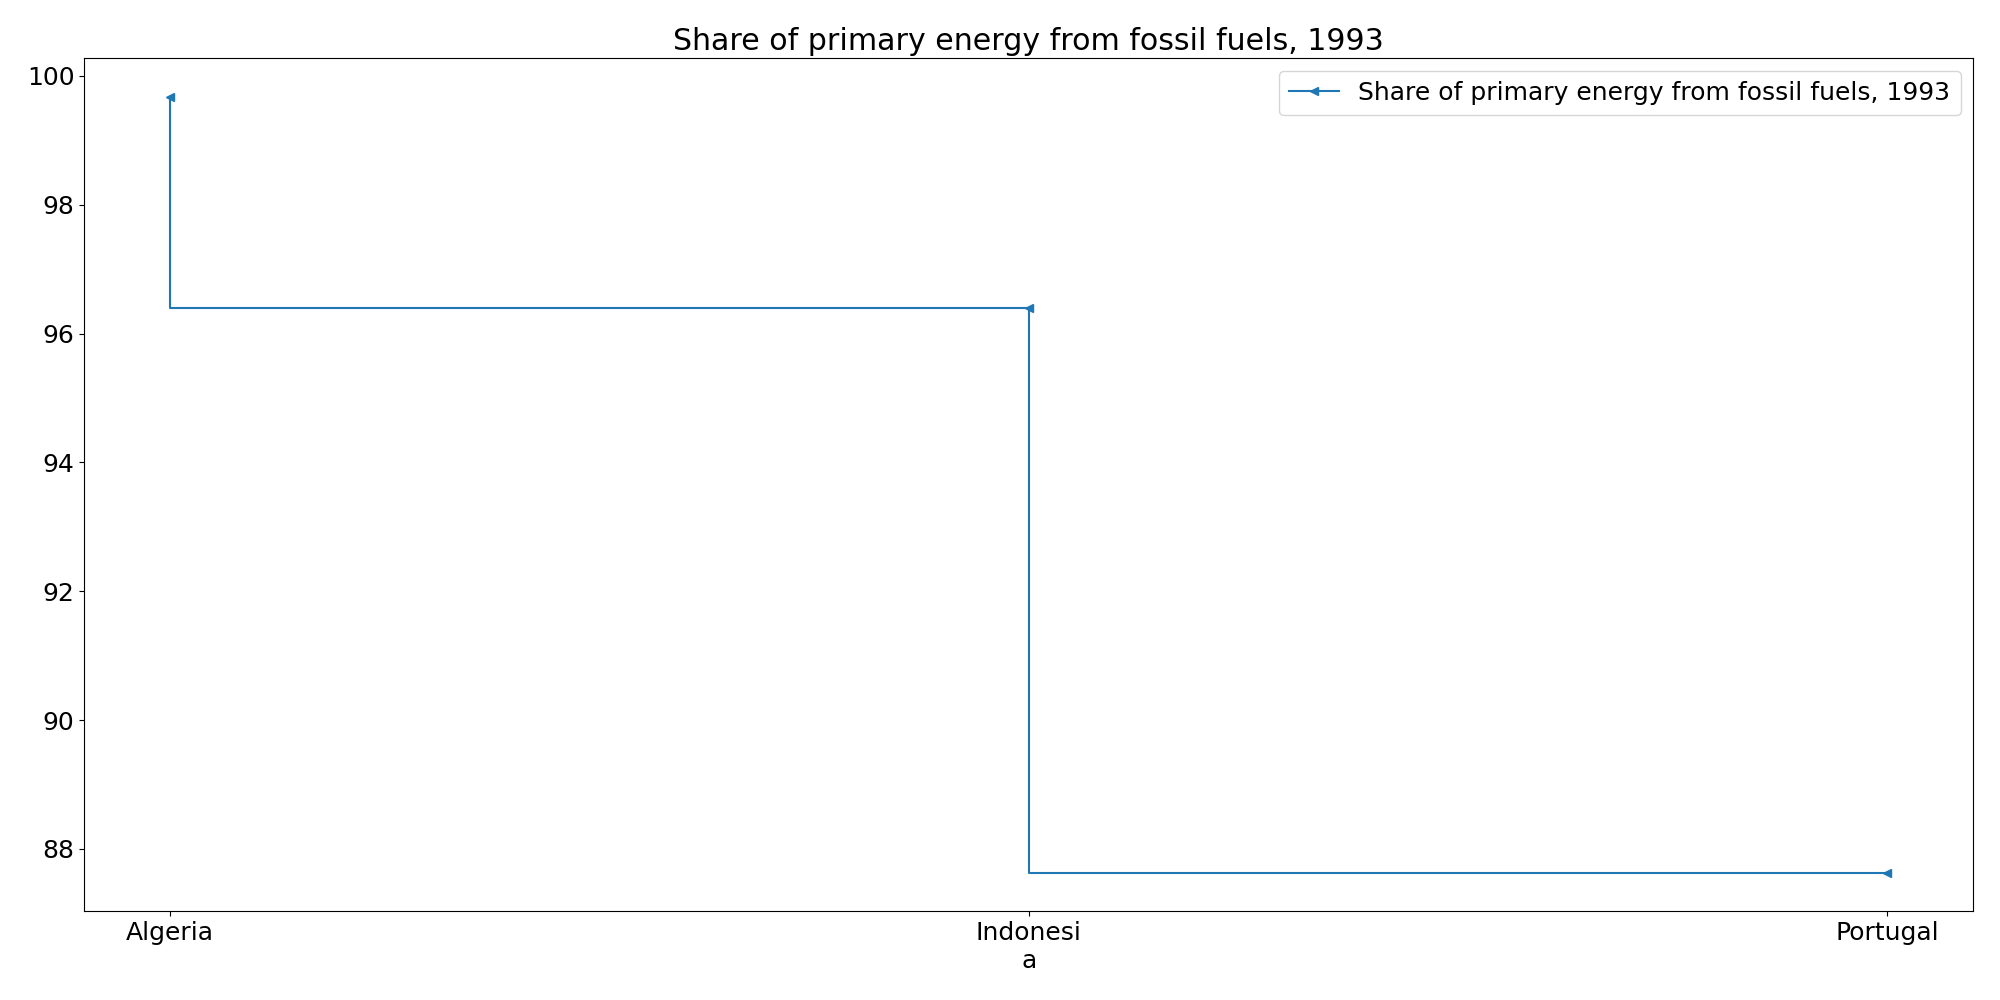 Share of primary energy from fossil fuels, 1993
Share of primary energy from fossil fuels, 1993
100
98
96
94
92
90
88
Algeria
Indonesi
a
Portugal